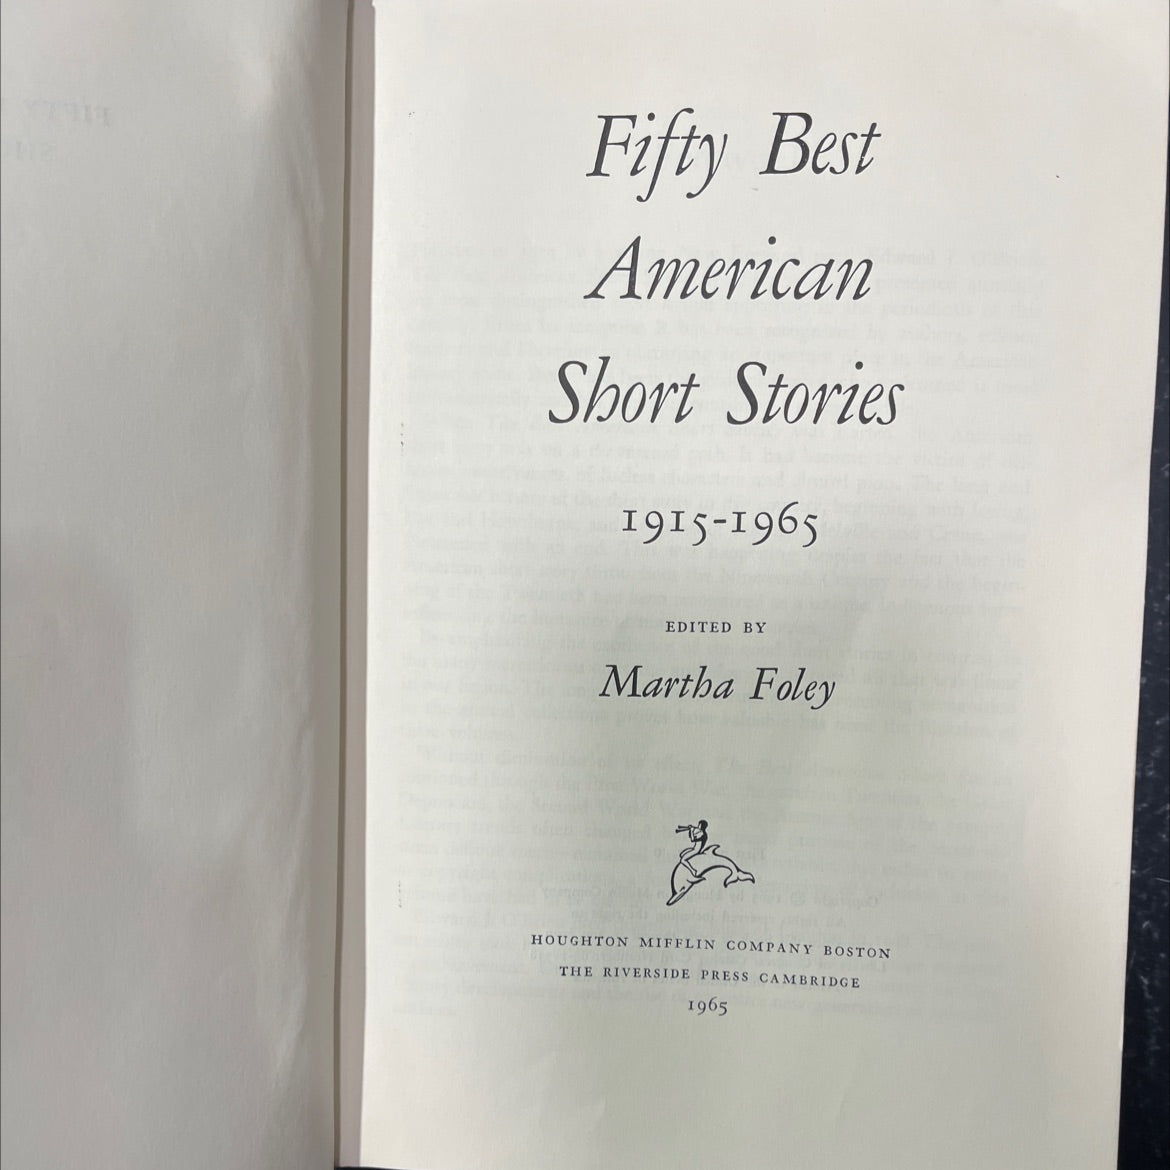 Fifty Best
American
Short Stories
1915-1965
EDITED BY
Martha Foley
HOUGHTON MIFFLIN COMPANY BOSTON
THE RIVERSIDE PRESS CAMBRIDGE
1965